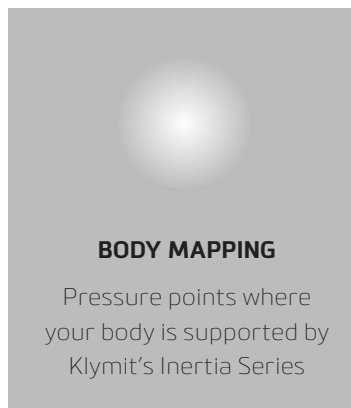 BODY MAPPING
Pressure points where
your body is supported by
Klymit’s Inertia Series